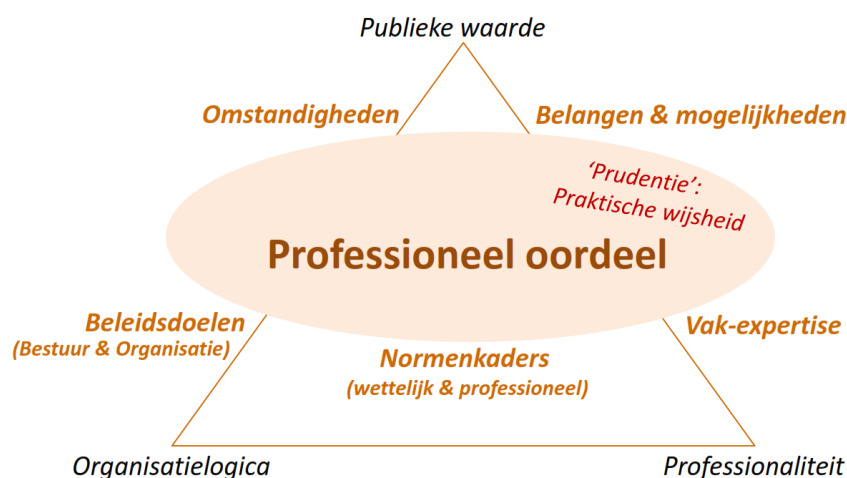 Publieke waarde
Omstandigheden
Belangen & mogelijkheden
‘Prudentie’:
Praktische wijsheid
Professioneel oordeel
Beleidsdoelen
(Bestuur & Organisatie)
Vak-expertise
Normenkaders
(wettelijk & professioneel)
Organisatielogica
Professionaliteit